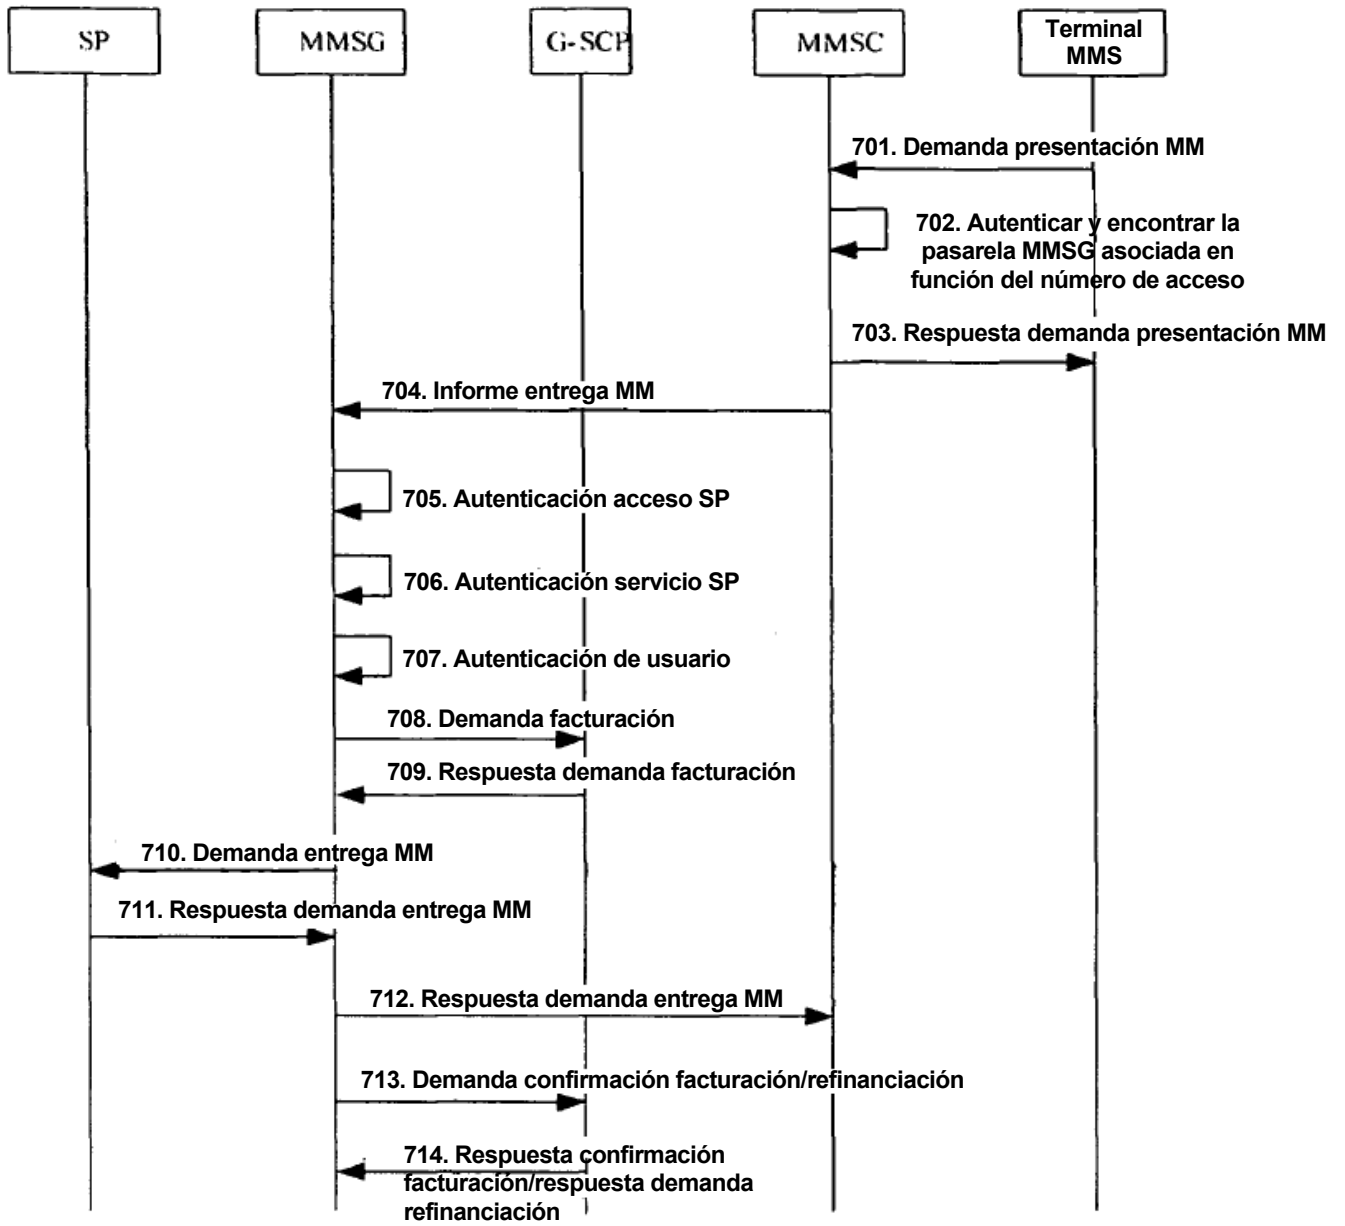 SP
MMSG
G-SCP
MMSC
Terminal
MMS
701. Demanda presentación MM
702. Autenticar y encontrar la
pasarela MMSG asociada en
función del número de acceso
703. Respuesta demanda presentación MM
704. Informe entrega MM
705. Autenticación acceso SP
706. Autenticación servicio SP
707. Autenticación de usuario
708. Demanda facturación
709. Respuesta demanda facturación
710. Demanda entrega MM
711. Respuesta demanda entrega MM
712. Respuesta demanda entrega MM
713. Demanda confirmación facturación/refinanciación
714. Respuesta confirmación
facturación/respuesta demanda
refinanciación